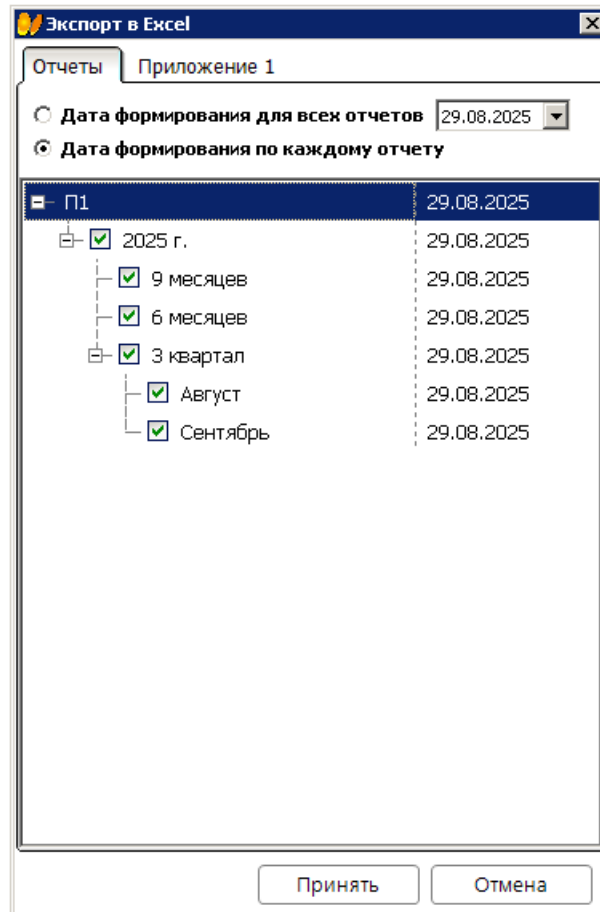 Экспорт в Excel
Отчеты Приложение 1
Дата формирования для всех отчетов 29.08.2025
Дата формирования по каждому отчету
П1 29.08.2025
2025 г. 29.08.2025
9 месяцев 29.08.2025
6 месяцев 29.08.2025
3 квартал 29.08.2025
Август 29.08.2025
Сентябрь 29.08.2025
Принять Отмена